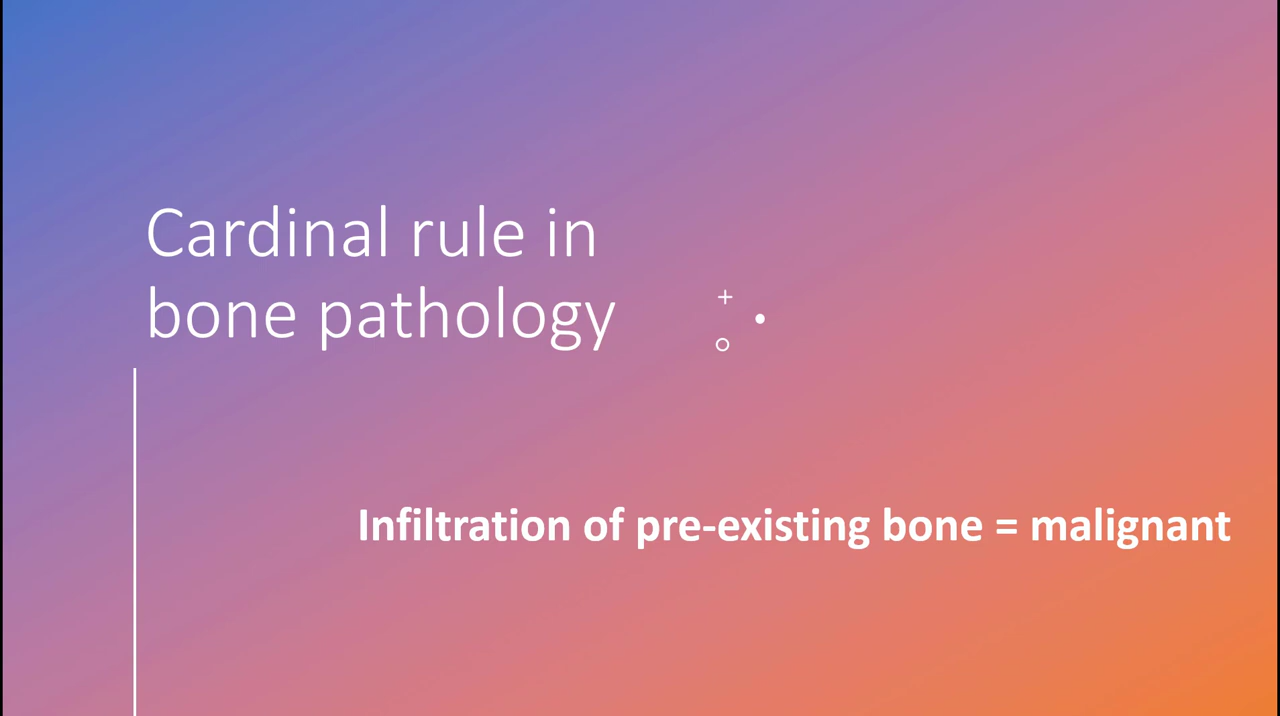 Cardinal rule in
bone pathology
Infiltration of pre-existing bone = malignant